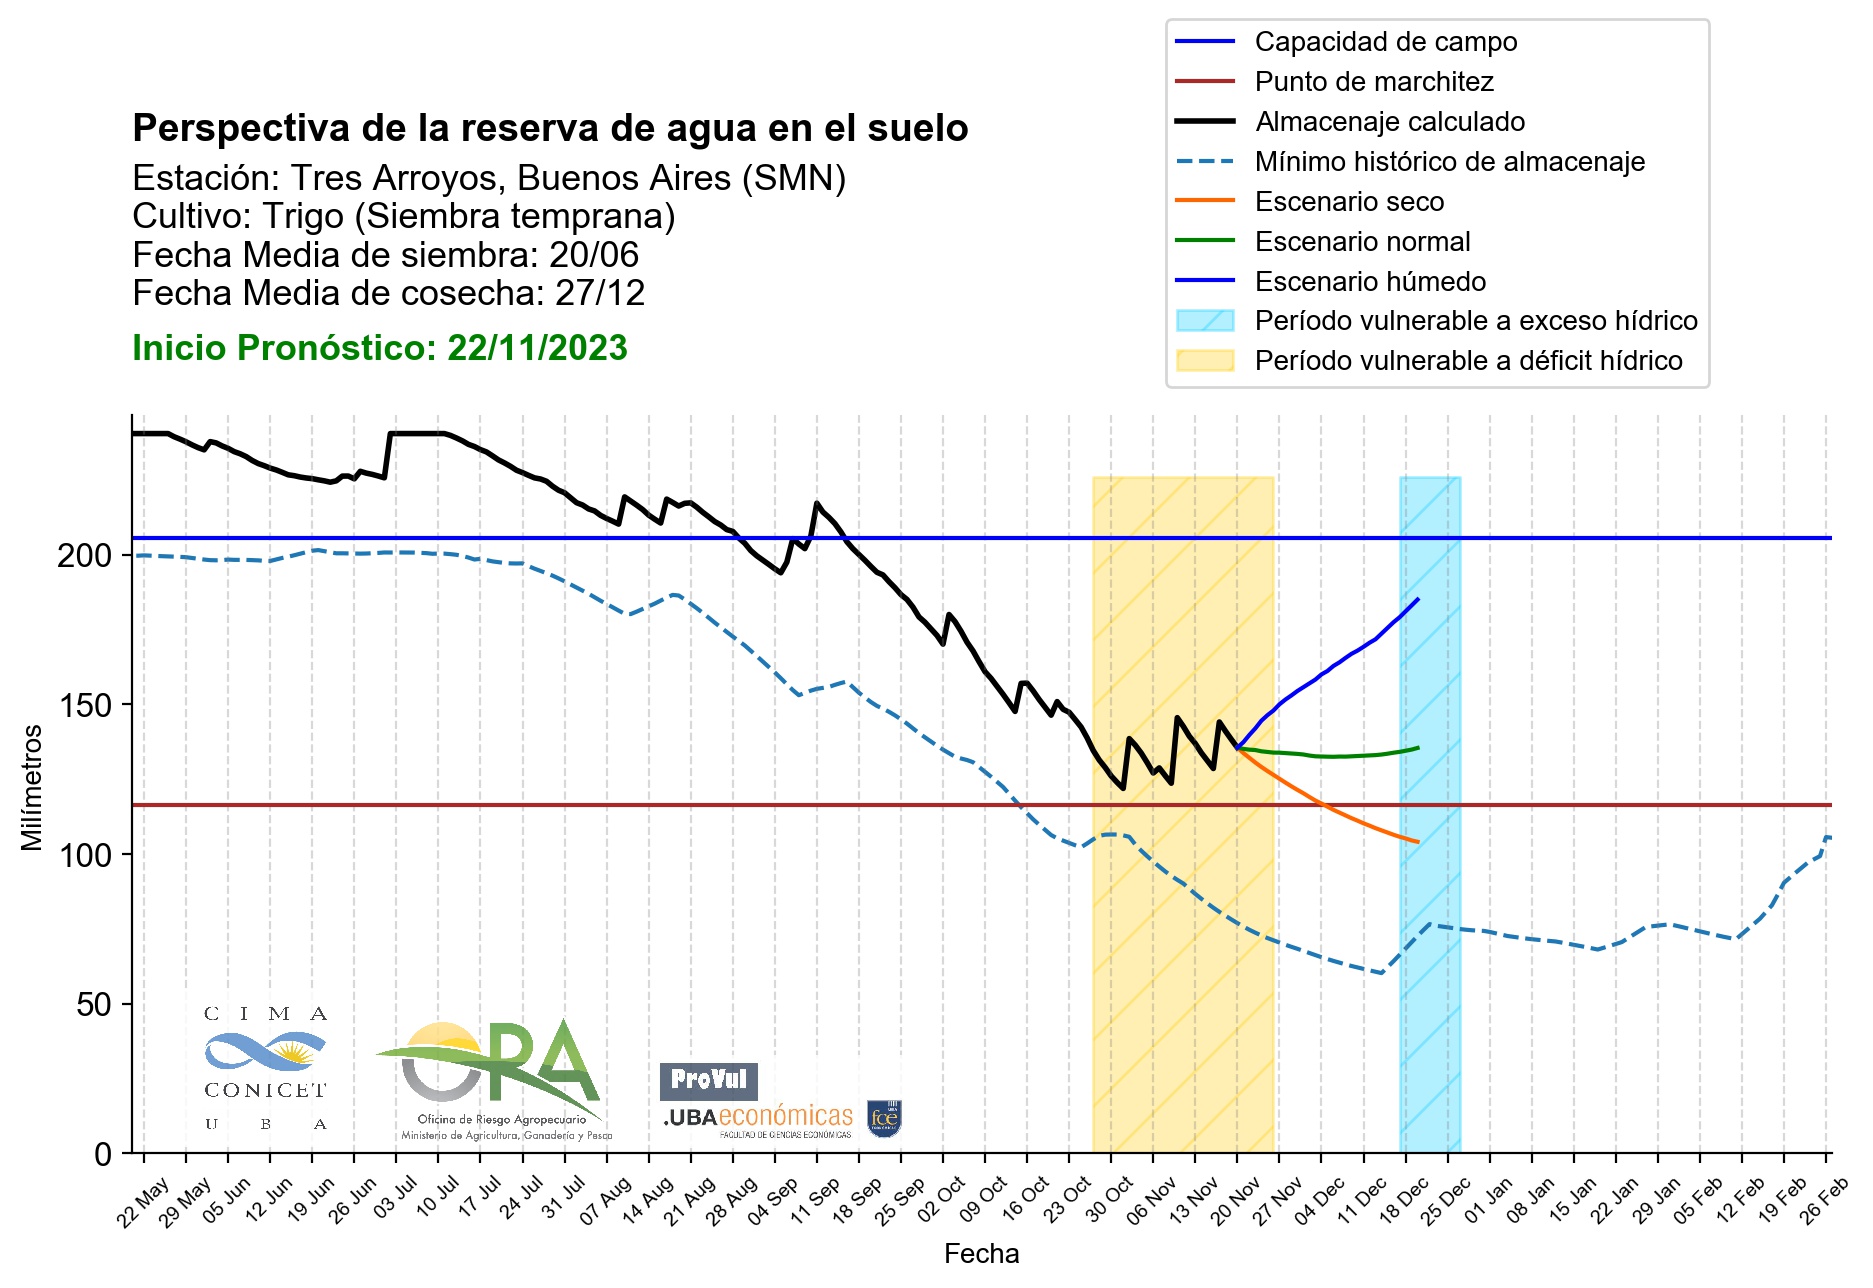 Capacidad de campo
Punto de marchitez
Almacenaje calculado
Mínimo histórico de almacenaje
Escenario seco
Escenario normal
Escenario húmedo
Período vulnerable a exceso hídrico
Período vulnerable a déficit hídrico
Perspectiva de la reserva de agua en el suelo
Estación: Tres Arroyos, Buenos Aires (SMN)
Cultivo: Trigo (Siembra temprana)
Fecha Media de siembra: 20/06
Fecha Media de cosecha: 27/12
Inicio Pronóstico: 22/11/2023
Milímetros
200
150
100
50
0
C I M A
CONICET
U B A
ORA
Oficina de Riesgo Agropecuario
Ministerio de Agricultura, Ganadería y Pesca
ProVul
.UBAeconómicas
FACULTAD DE CIENCIAS ECONÓMICAS
UBA
fce
ECONÓMICAS
22 May
29 May
05 Jun
12 Jun
19 Jun
26 Jun
03 Jul
10 Jul
17 Jul
24 Jul
31 Jul
07 Aug
14 Aug
21 Aug
28 Aug
04 Sep
11 Sep
18 Sep
25 Sep
02 Oct
09 Oct
16 Oct
23 Oct
30 Oct
06 Nov
13 Nov
20 Nov
27 Nov
04 Dec
11 Dec
18 Dec
25 Dec
01 Jan
08 Jan
15 Jan
22 Jan
29 Jan
05 Feb
12 Feb
19 Feb
26 Feb
Fecha